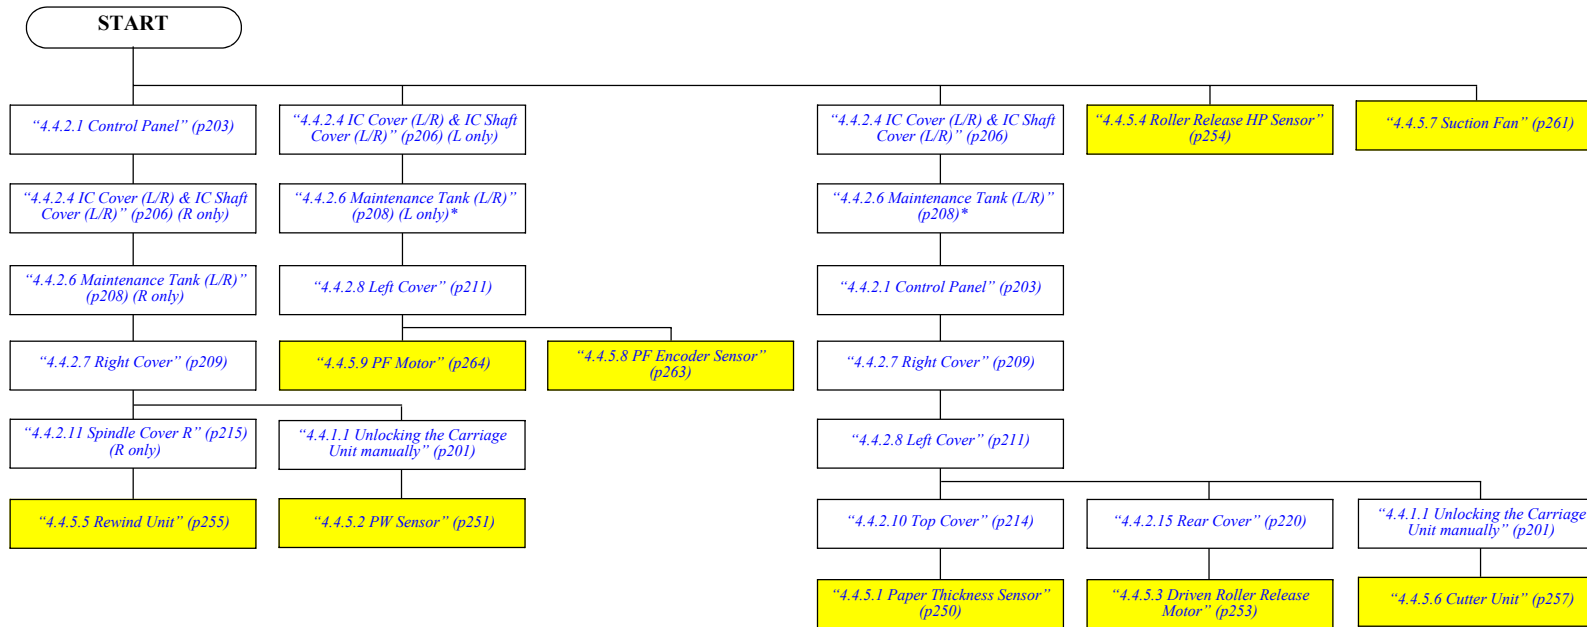 START
“4.4.2.1 Control Panel” (p203)
“4.4.2.4 IC Cover (L/R) & IC Shaft
Cover (L/R)” (p206) (L only)
“4.4.2.4 IC Cover (L/R) & IC Shaft
Cover (L/R)” (p206)
“4.4.5.4 Roller Release HP Sensor”
(p254)
“4.4.5.7 Suction Fan” (p261)
“4.4.2.4 IC Cover (L/R) & IC Shaft
Cover (L/R)” (p206) (R only)
“4.4.2.6 Maintenance Tank (L/R)”
(p208) (L only)*
“4.4.2.6 Maintenance Tank (L/R)”
(p208)*
“4.4.2.6 Maintenance Tank (L/R)”
(p208) (R only)
“4.4.2.8 Left Cover” (p211)
“4.4.2.1 Control Panel” (p203)
“4.4.2.7 Right Cover” (p209)
“4.4.5.9 PF Motor” (p264)
“4.4.5.8 PF Encoder Sensor”
(p263)
“4.4.2.7 Right Cover” (p209)
“4.4.2.11 Spindle Cover R” (p215)
(R only)
“4.4.1.1 Unlocking the Carriage
Unit manually” (p201)
“4.4.2.8 Left Cover” (p211)
“4.4.5.5 Rewind Unit” (p255)
“4.4.5.2 PW Sensor” (p251)
“4.4.2.10 Top Cover” (p214)
“4.4.2.15 Rear Cover” (p220)
“4.4.1.1 Unlocking the Carriage
Unit manually” (p201)
“4.4.5.1 Paper Thickness Sensor”
(p250)
“4.4.5.3 Driven Roller Release
Motor” (p253)
“4.4.5.6 Cutter Unit” (p257)